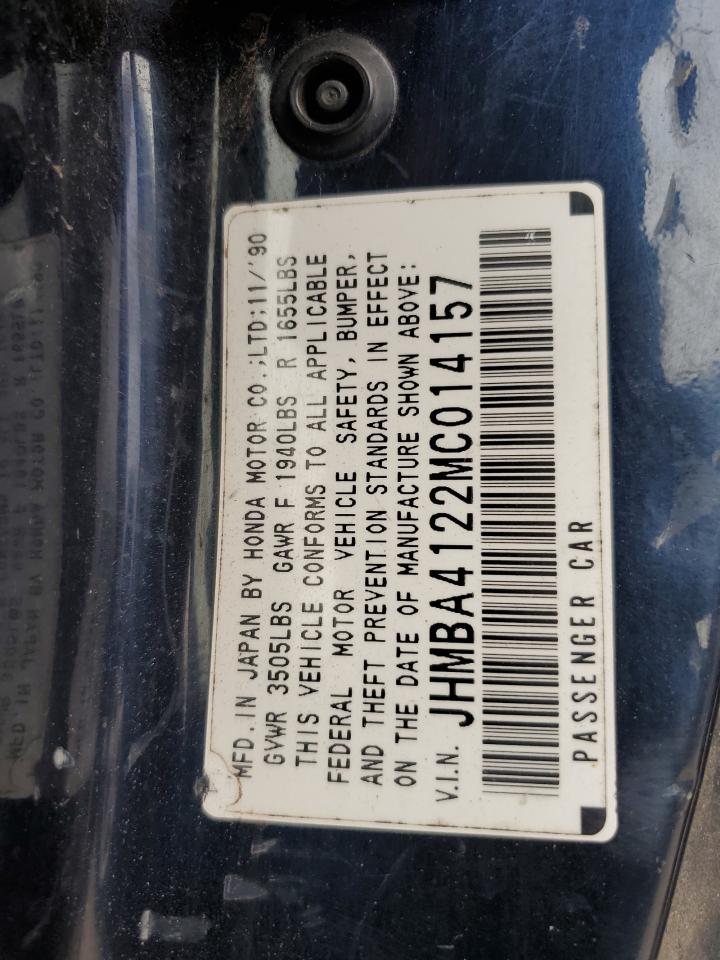 MFD. IN JAPAN BY HONDA MOTOR CO.,;LTD;11/'90
GVWR 3505LBS GAWR F 1940LBS R 1655LBS
THIS VEHICLE CONFORMS TO ALL APPLICABLE
FEDERAL MOTOR VEHICLE SAFETY, BUMPER,
AND THEFT PREVENTION STANDARDS IN EFFECT
ON THE DATE OF MANUFACTURE SHOWN ABOVE:
V.I.N. JHMBA4122MC014157
PASSENGER CAR